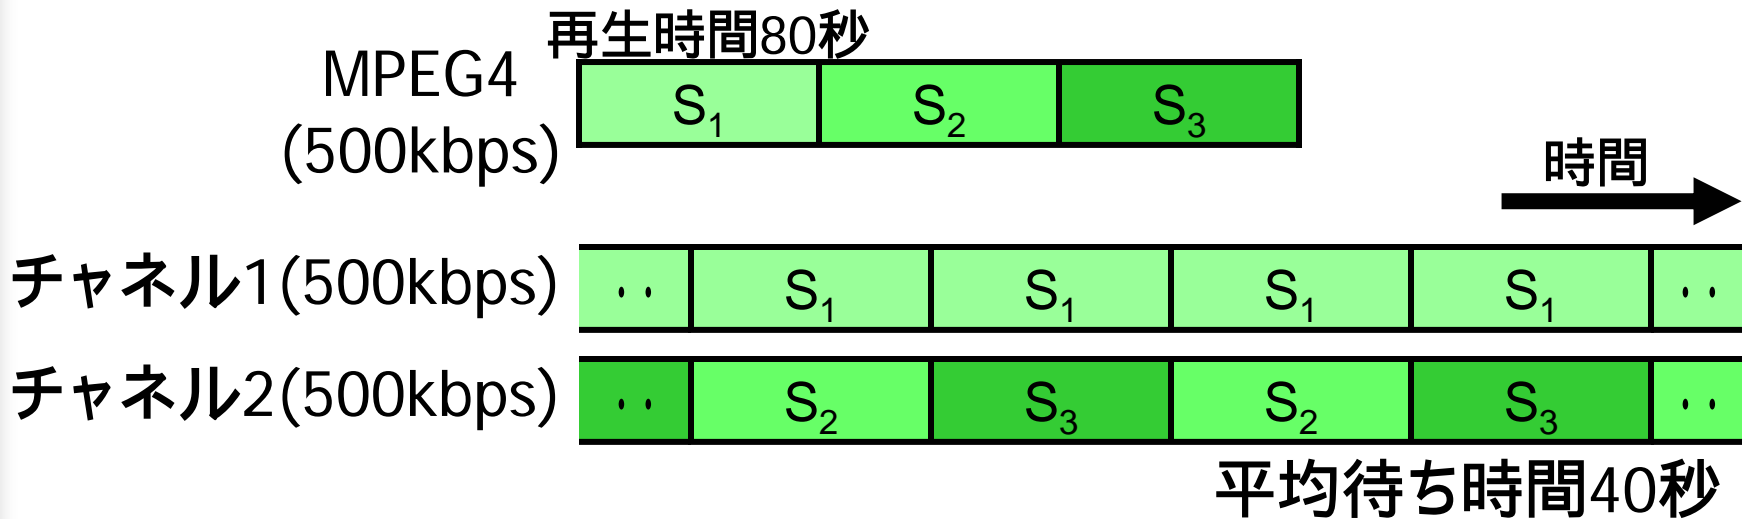 再生時間80秒
MPEG4
(500kbps)
S1 S2 S3
時間
チャネル1(500kbps) ・・ S1 S1 S1 S1 ・・
チャネル2(500kbps) ・・ S2 S3 S2 S3 ・・
平均待ち時間40秒